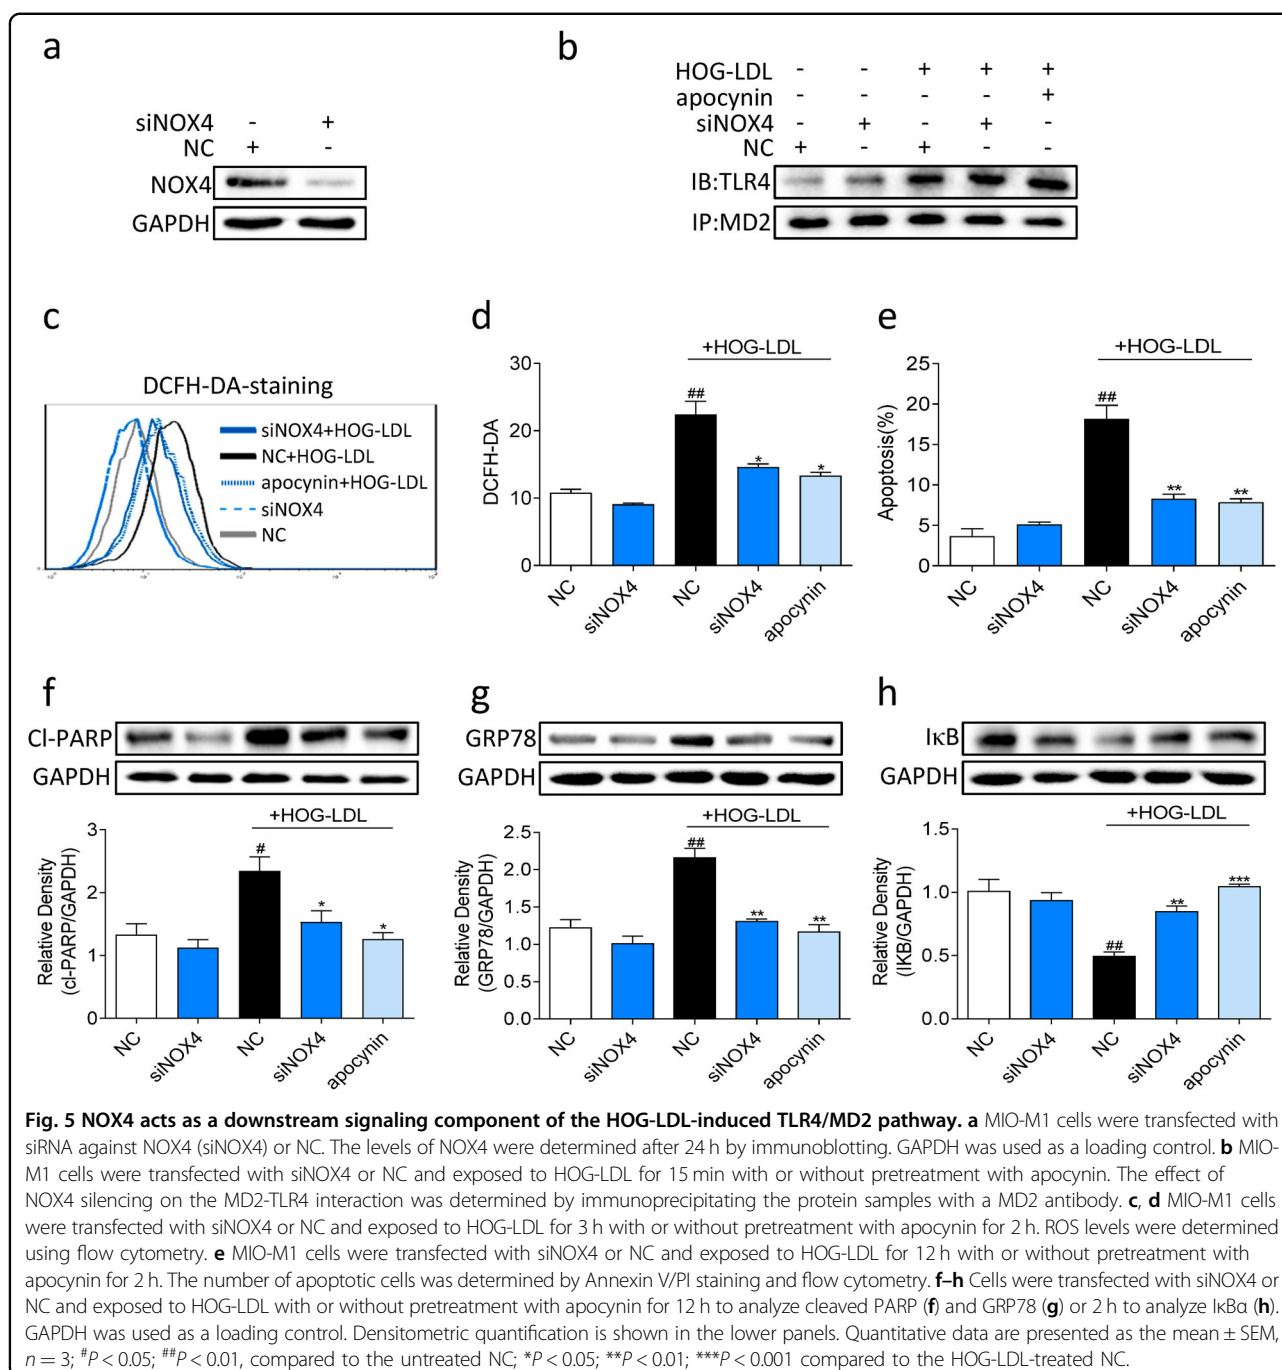 a
siNOX4 - +
NC + -
NOX4
GAPDH
b
HOG-LDL - - + + +
apocynin - - - - +
siNOX4 - + - + -
NC + - + - -
IB:TLR4
IP:MD2
c
DCFH-DA-staining
siNOX4+HOG-LDL
NC+HOG-LDL
apocynin+HOG-LDL
siNOX4
NC
d
+HOG-LDL
DCFH-DA
30
20
10
0
##
*
*
NC siNOX4 NC siNOX4 apocynin
e
+HOG-LDL
Apoptosis(%)
25
20
15
10
5
0
##
**
**
NC siNOX4 NC siNOX4 apocynin
f
Cl-PARP
GAPDH
+HOG-LDL
Relative Density
(cl-PARP/GAPDH)
3
2
1
0
#
*
*
NC siNOX4 NC siNOX4 apocynin
g
GRP78
GAPDH
+HOG-LDL
Relative Density
(GRP78/GAPDH)
2.5
2.0
1.5
1.0
0.5
0.0
##
**
**
NC siNOX4 NC siNOX4 apocynin
h
IκB
GAPDH
+HOG-LDL
Relative Density
(IKB/GAPDH)
1.5
1.0
0.5
0.0
##
**
***
NC siNOX4 NC siNOX4 apocynin
Fig. 5 NOX4 acts as a downstream signaling component of the HOG-LDL-induced TLR4/MD2 pathway. a MIO-M1 cells were transfected with
siRNA against NOX4 (siNOX4) or NC. The levels of NOX4 were determined after 24 h by immunoblotting. GAPDH was used as a loading control. b MIO-
M1 cells were transfected with siNOX4 or NC and exposed to HOG-LDL for 15 min with or without pretreatment with apocynin. The effect of
NOX4 silencing on the MD2-TLR4 interaction was determined by immunoprecipitating the protein samples with a MD2 antibody. c, d MIO-M1 cells
were transfected with siNOX4 or NC and exposed to HOG-LDL for 3 h with or without pretreatment with apocynin for 2 h. ROS levels were determined
using flow cytometry. e MIO-M1 cells were transfected with siNOX4 or NC and exposed to HOG-LDL for 12 h with or without pretreatment with
apocynin for 2 h. The number of apoptotic cells was determined by Annexin V/PI staining and flow cytometry. f–h Cells were transfected with siNOX4 or
NC and exposed to HOG-LDL with or without pretreatment with apocynin for 12 h to analyze cleaved PARP (f) and GRP78 (g) or 2 h to analyze IκBα (h).
GAPDH was used as a loading control. Densitometric quantification is shown in the lower panels. Quantitative data are presented as the mean ± SEM,
n = 3; #P < 0.05; ##P < 0.01, compared to the untreated NC; *P < 0.05; **P < 0.01; ***P < 0.001 compared to the HOG-LDL-treated NC.